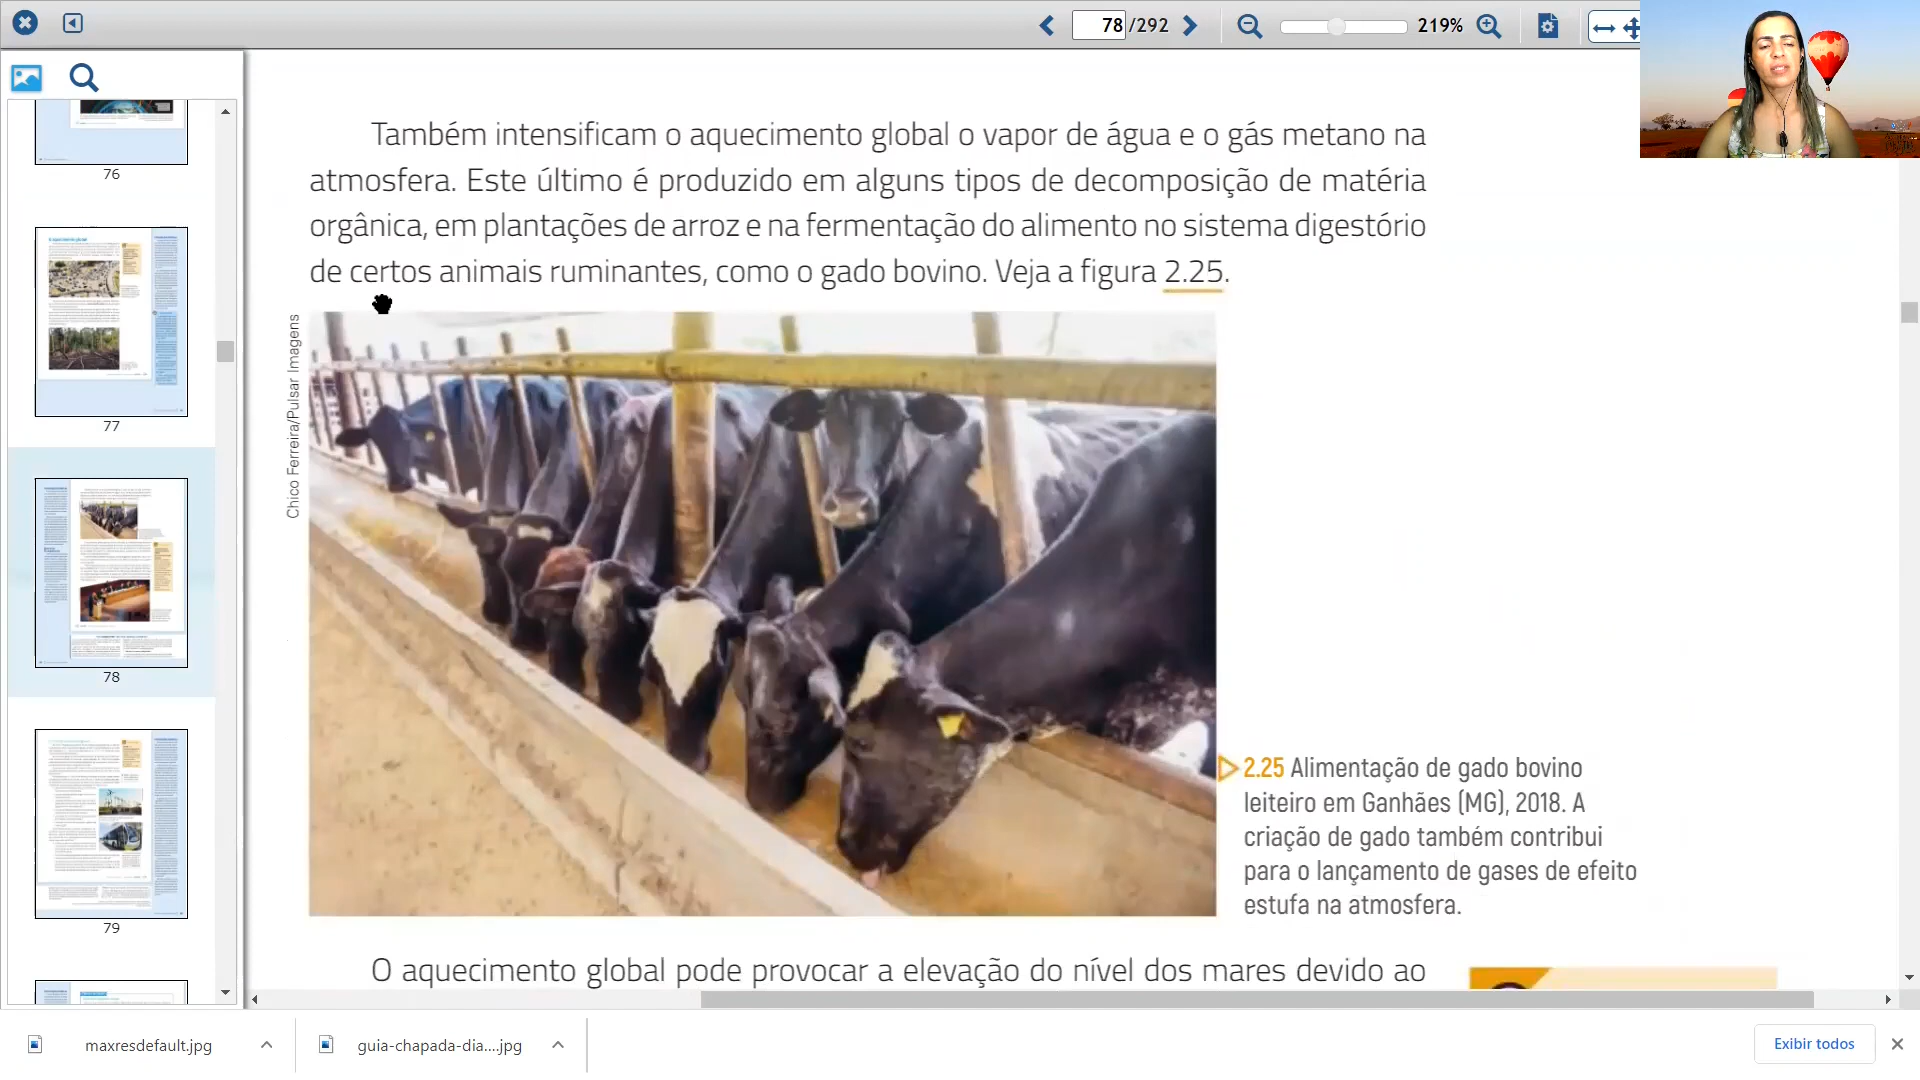 78 /292
219%
76
77
78
79
Também intensificam o aquecimento global o vapor de água e o gás metano na
atmosfera. Este último é produzido em alguns tipos de decomposição de matéria
orgânica, em plantações de arroz e na fermentação do alimento no sistema digestório
de certos animais ruminantes, como o gado bovino. Veja a figura 2.25.
Chico Ferreira/Pulsar Imagens
2.25 Alimentação de gado bovino
leiteiro em Ganhães (MG), 2018. A
criação de gado também contribui
para o lançamento de gases de efeito
estufa na atmosfera.
O aquecimento global pode provocar a elevação do nível dos mares devido ao
maxresdefault.jpg
guia-chapada-dia....jpg
Exibir todos